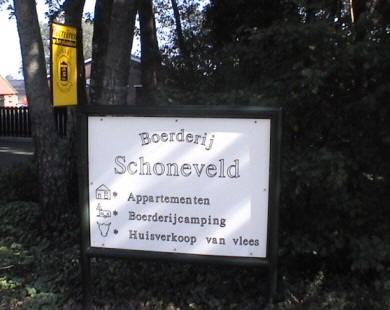 Boerderij
Schoneveld
* Appartementen
* Boerderijcamping
* Huisverkoop van vlees